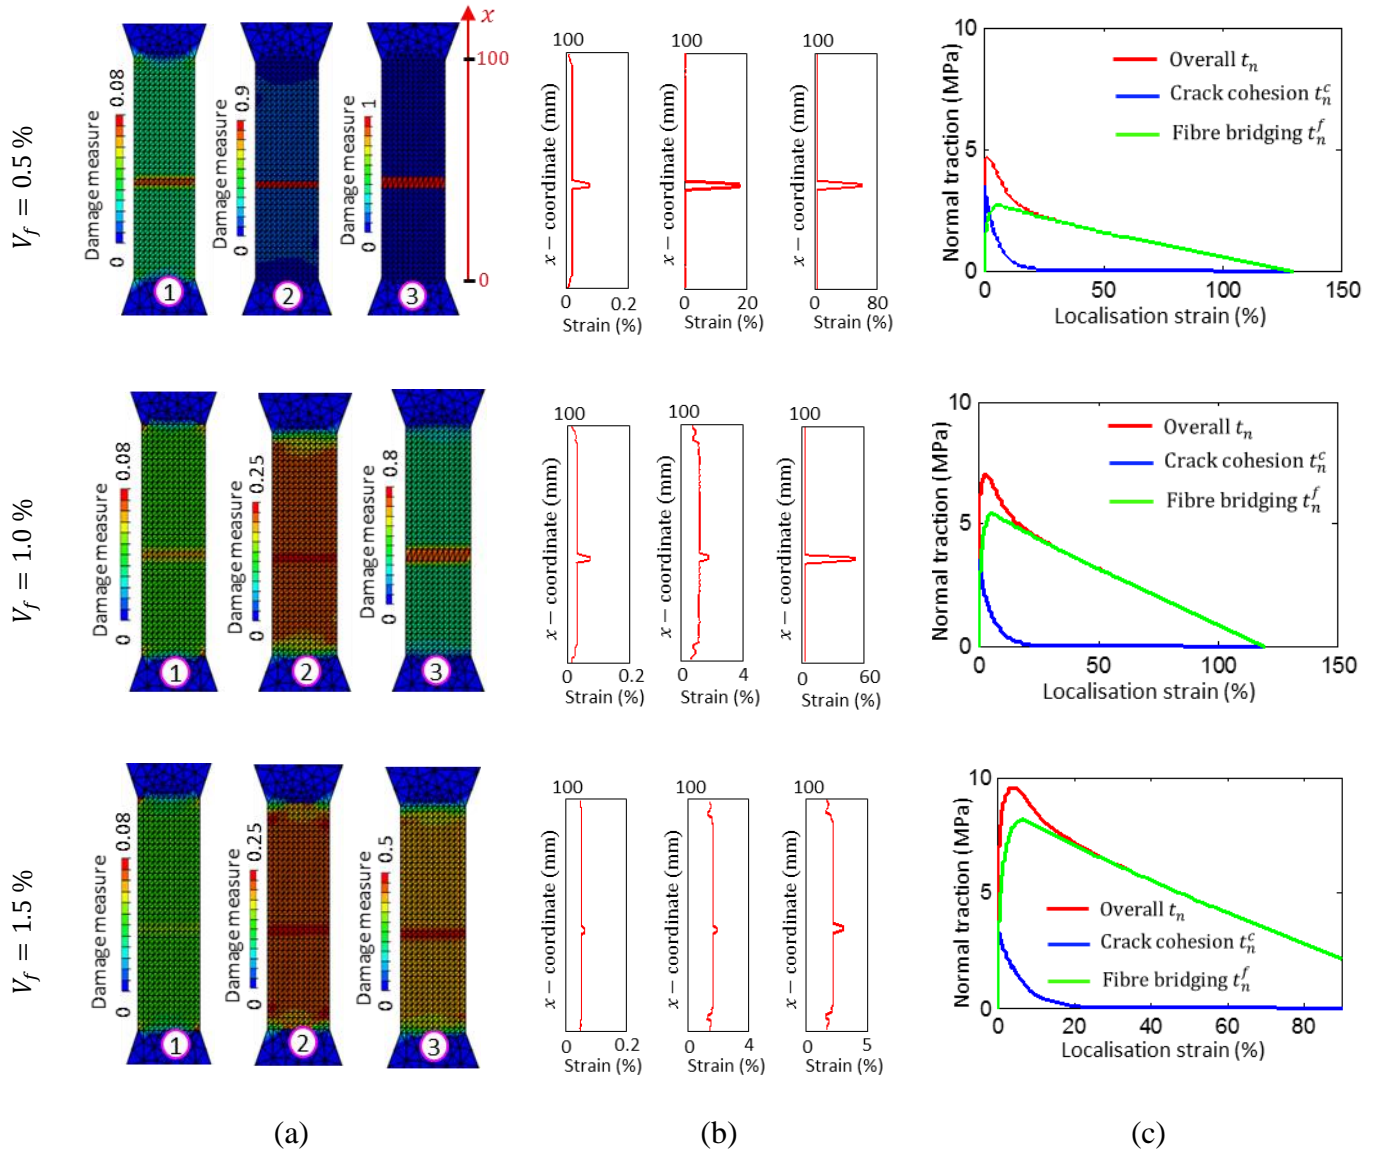 V_f = 0.5 %
Damage measure
0 0.08
1
Damage measure
0 0.9
2
Damage measure
0 1
3
x
100
0
100
x − coordinate (mm)
0 0.2
Strain (%)
100
x − coordinate (mm)
0 20
Strain (%)
100
x − coordinate (mm)
0 80
Strain (%)
10
5
0
Normal traction (MPa)
Overall t_n
Crack cohesion t_n^c
Fibre bridging t_n^f
0 50 100 150
Localisation strain (%)
V_f = 1.0 %
Damage measure
0 0.08
1
Damage measure
0 0.25
2
Damage measure
0 0.8
3
100
x − coordinate (mm)
0 0.2
Strain (%)
100
x − coordinate (mm)
0 4
Strain (%)
100
x − coordinate (mm)
0 60
Strain (%)
10
5
0
Normal traction (MPa)
Overall t_n
Crack cohesion t_n^c
Fibre bridging t_n^f
0 50 100 150
Localisation strain (%)
V_f = 1.5 %
Damage measure
0 0.08
1
Damage measure
0 0.25
2
Damage measure
0 0.5
3
100
x − coordinate (mm)
0 0.2
Strain (%)
100
x − coordinate (mm)
0 4
Strain (%)
100
x − coordinate (mm)
0 5
Strain (%)
10
5
0
Normal traction (MPa)
Overall t_n
Crack cohesion t_n^c
Fibre bridging t_n^f
0 20 40 60 80
Localisation strain (%)
(a) (b) (c)